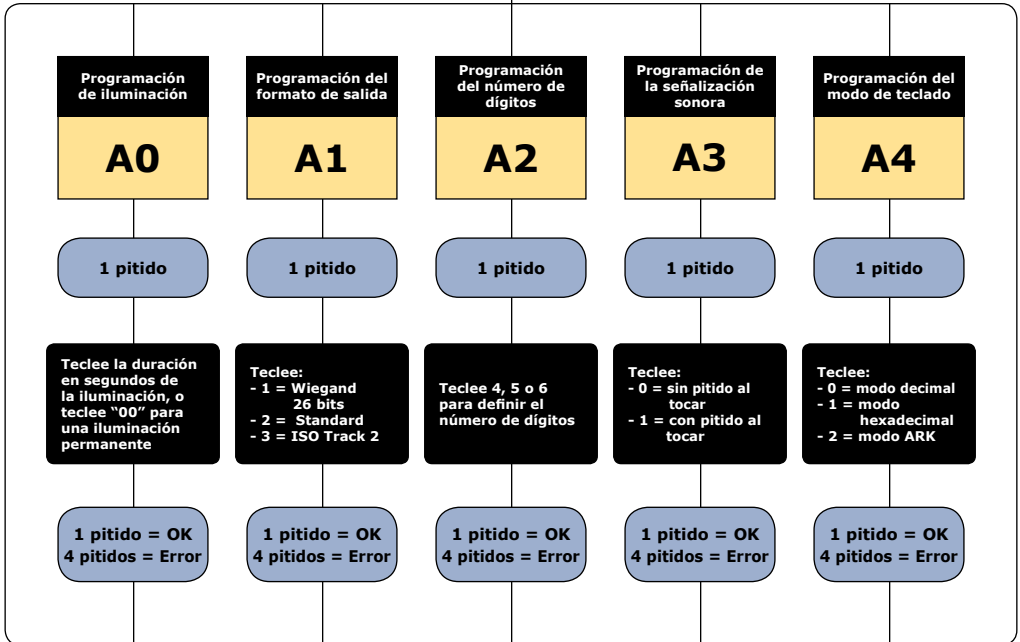 Programación
de iluminación
A0
1 pitido
Teclee la duración
en segundos de
la iluminación, o
teclee “00” para
una iluminación
permanente
1 pitido = OK
4 pitidos = Error
Programación del
formato de salida
A1
1 pitido
Teclee:
- 1 = Wiegand
26 bits
- 2 = Standard
- 3 = ISO Track 2
1 pitido = OK
4 pitidos = Error
Programación
del número de
dígitos
A2
1 pitido
Teclee 4, 5 o 6
para definir el
número de dígitos
1 pitido = OK
4 pitidos = Error
Programación de
la señalización
sonora
A3
1 pitido
Teclee:
- 0 = sin pitido al
tocar
- 1 = con pitido al
tocar
1 pitido = OK
4 pitidos = Error
Programación del
modo de teclado
A4
1 pitido
Teclee:
- 0 = modo decimal
- 1 = modo
hexadecimal
- 2 = modo ARK
1 pitido = OK
4 pitidos = Error